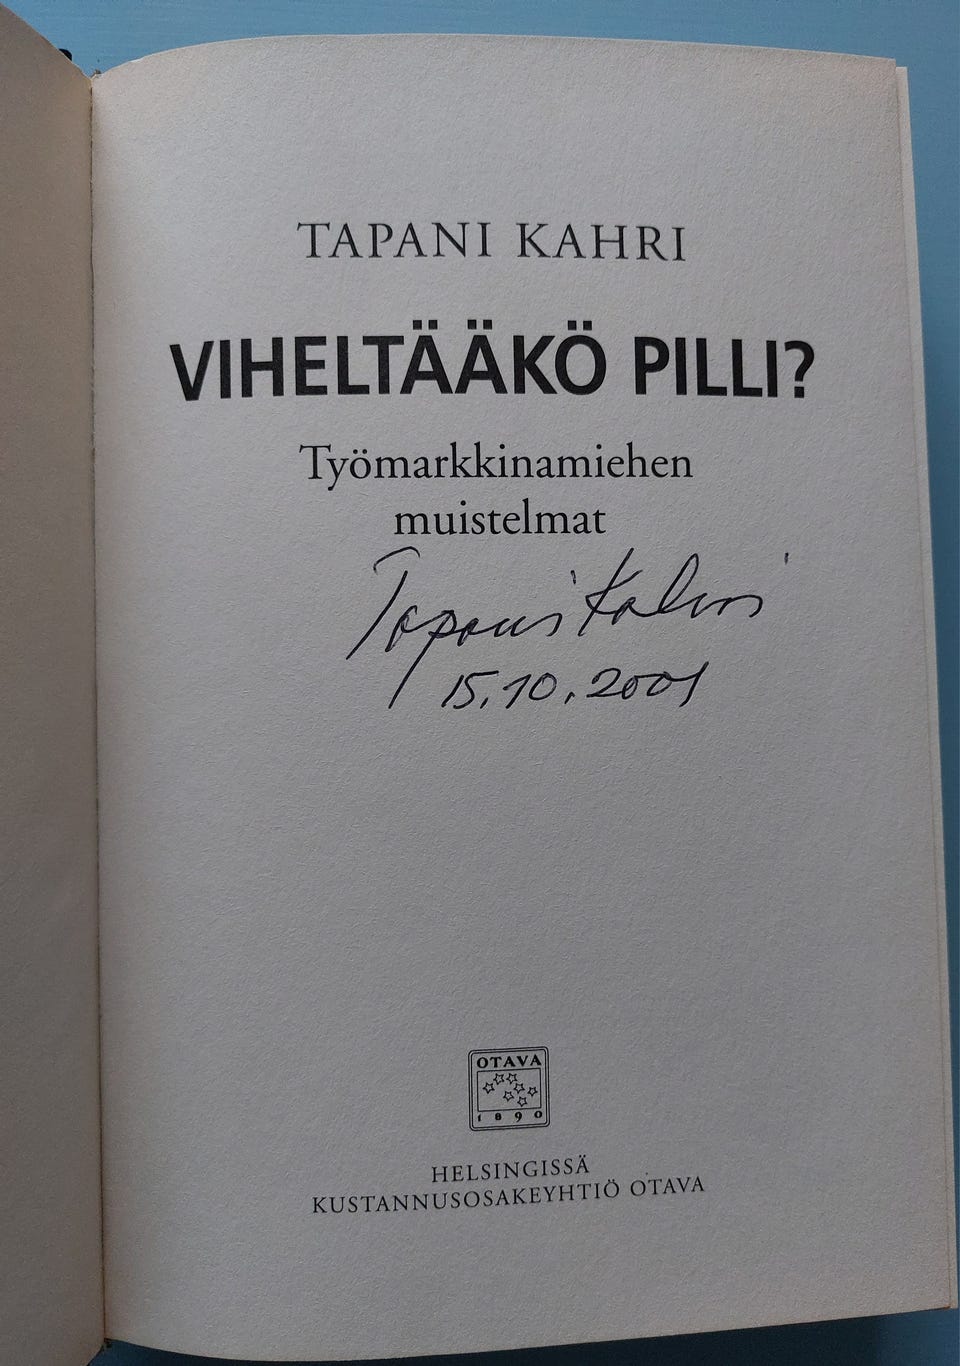 TAPANI KAHRI
VIHELTÄÄKÖ PILLI?
Työmarkkinamiehen
muistelmat
Tapani Kahri
15.10.2001
OTAVA
1890
HELSINGISSÄ
KUSTANNUSOSAKEYHTIÖ OTAVA